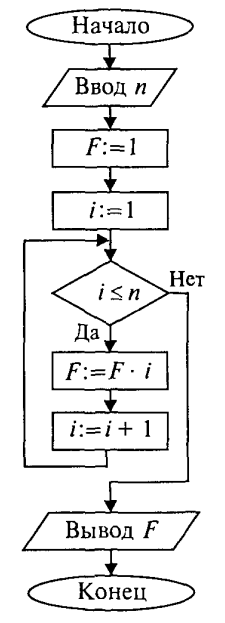 Начало
Ввод n
F:=1
i:=1
i ≤ n
Нет
Да
F:=F · i
i:=i + 1
Вывод F
Конец